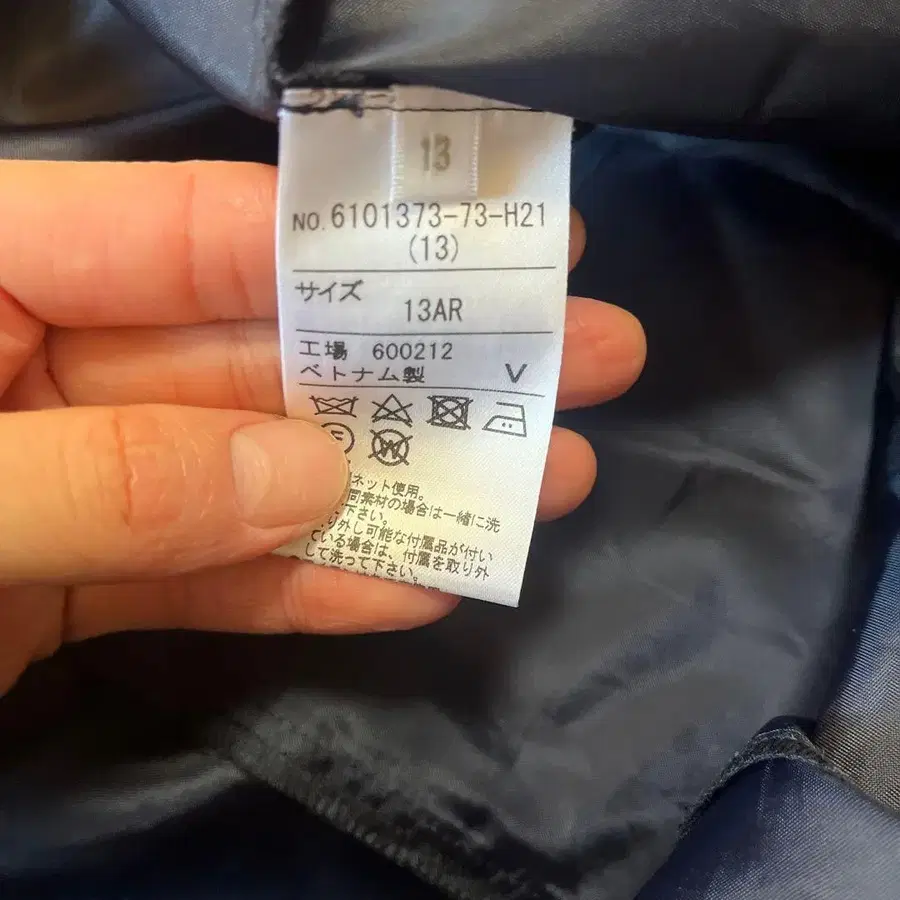 13
NO. 6101373-73-H21
(13)
サイズ
13AR
工場 600212
ベトナム製 V
F W
ネット使用。
同素材の場合は一緒に洗
下さい。
り外し可能な付属品が付い
ている場合は、付属を取り外
して洗って下さい。